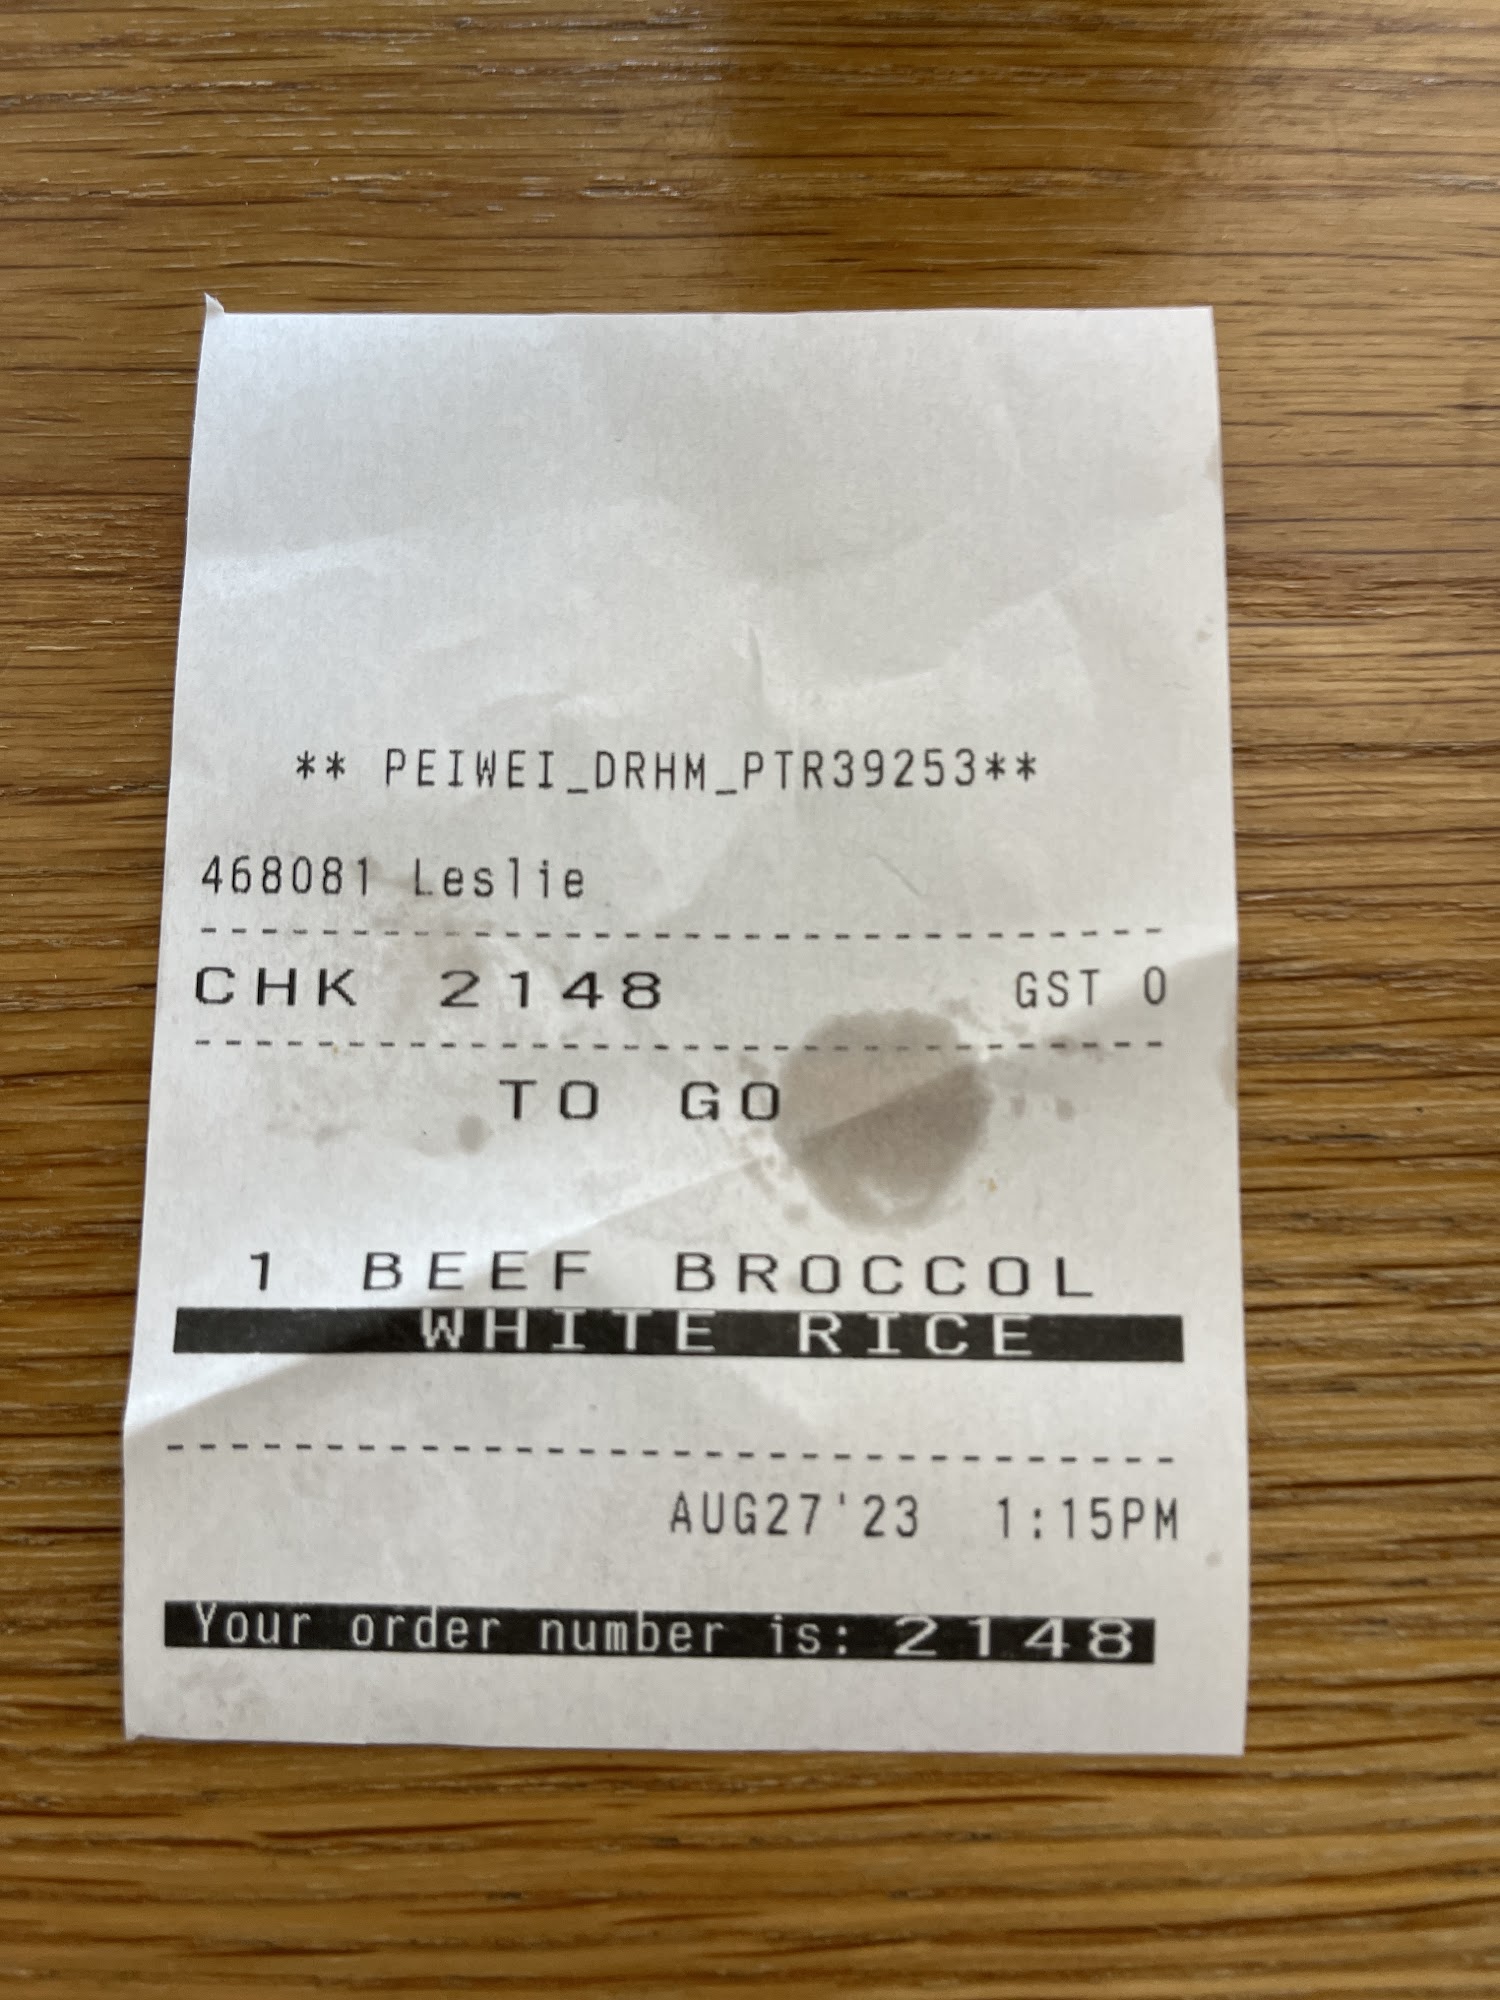 ** PEIWEI_DRHM_PTR39253**
468081 Leslie
CHK 2148 GST 0
TO GO
1 BEEF BROCCOL
WHITE RICE
AUG27'23 1:15PM
Your order number is: 2148